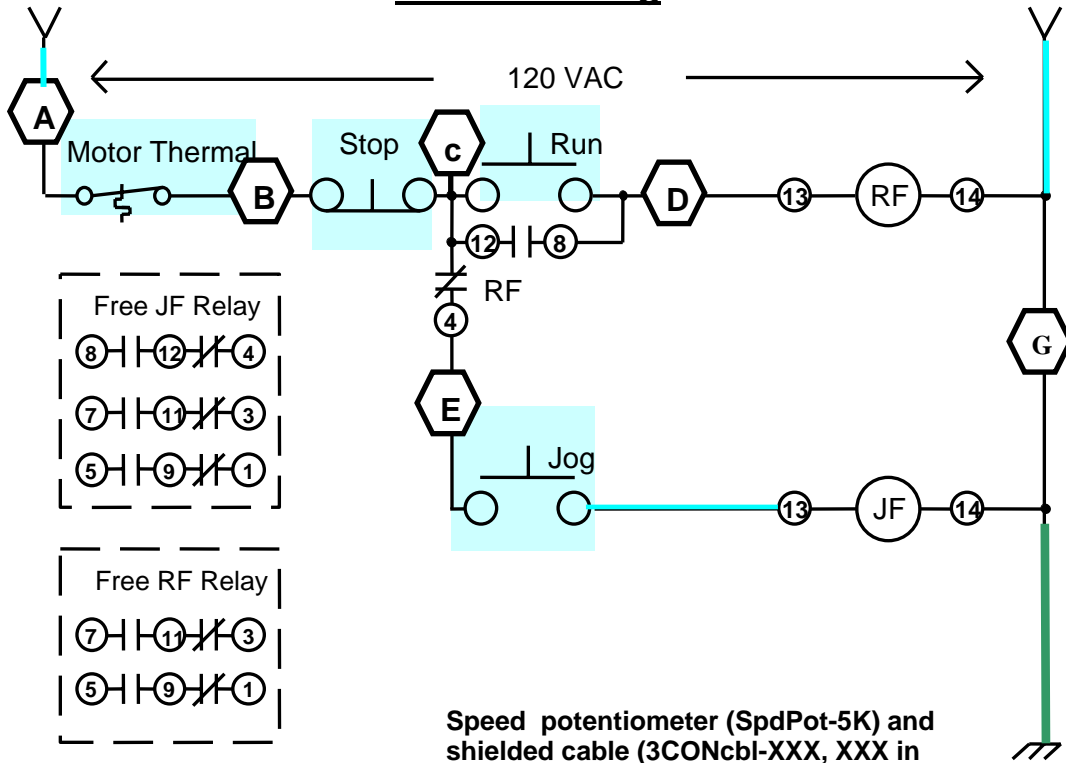 120 VAC
A
Motor Thermal
Stop
c
Run
B
D
13
RF
14
12
8
RF
4
Free JF Relay
8 12 4
7 11 3
5 9 1
G
E
Jog
13
JF
14
Free RF Relay
7 11 3
5 9 1
Speed potentiometer (SpdPot-5K) and
shielded cable (3CONcbl-XXX, XXX in